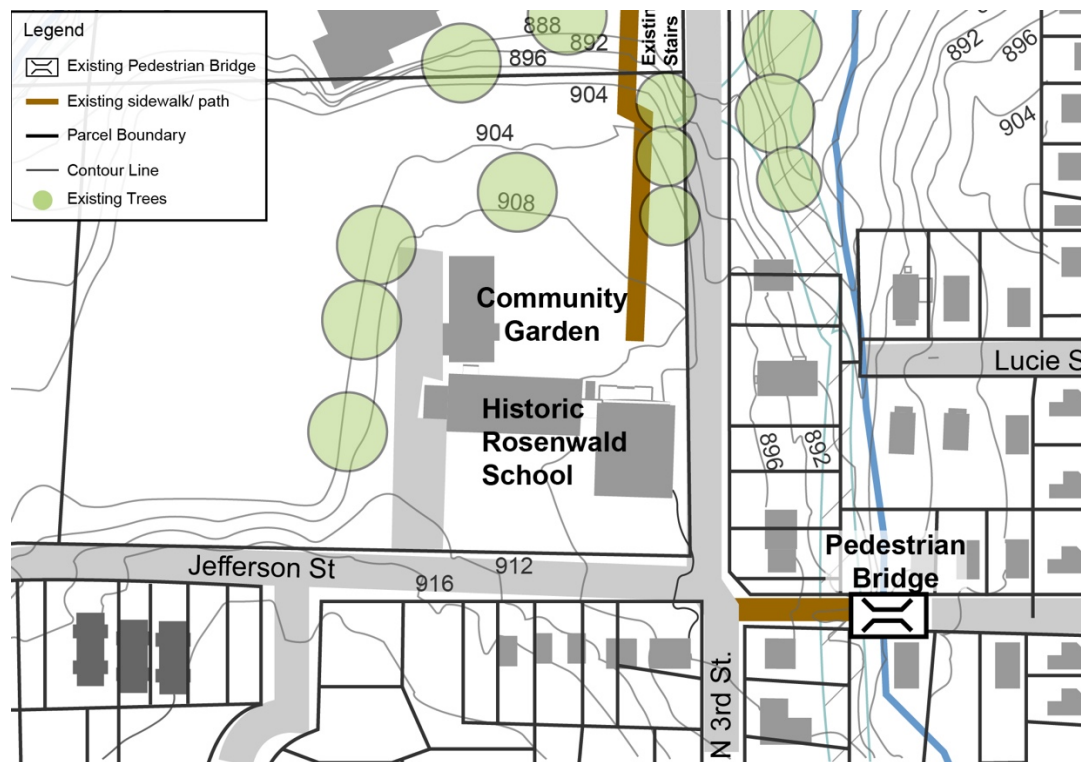 Legend
Existing Pedestrian Bridge
Existing sidewalk/ path
Parcel Boundary
Contour Line
Existing Trees
888
892
896
904
Existing
Stairs
892
896
904
904
908
Community
Garden
Lucie S
Historic
Rosenwald
School
896
892
Pedestrian
Bridge
Jefferson St
912
916
N 3rd St.